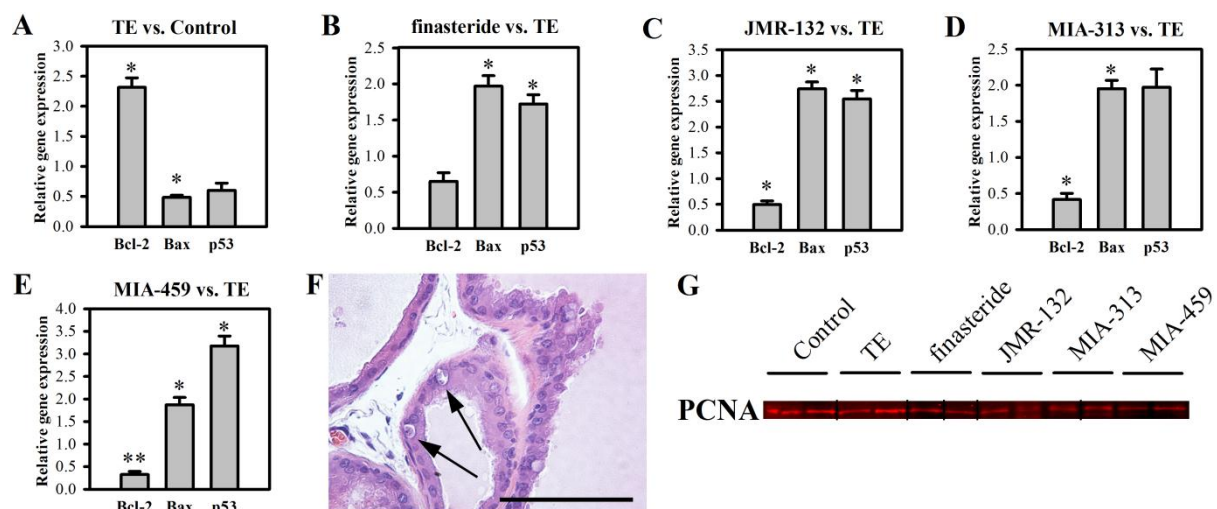 A
TE vs. Control
Relative gene expression
3.0
2.5
2.0
1.5
1.0
0.5
0.0
*
*
Bcl-2 Bax p53
B
finasteride vs. TE
Relative gene expression
2.5
2.0
1.5
1.0
0.5
0.0
*
*
Bcl-2 Bax p53
C
JMR-132 vs. TE
Relative gene expression
3.5
3.0
2.5
2.0
1.5
1.0
0.5
0.0
*
*
*
Bcl-2 Bax p53
D
MIA-313 vs. TE
Relative gene expression
2.5
2.0
1.5
1.0
0.5
0.0
*
*
Bcl-2 Bax p53
E
MIA-459 vs. TE
Relative gene expression
4.0
3.5
3.0
2.5
2.0
1.5
1.0
0.5
0.0
**
*
*
Bcl-2 Bax p53
F
G
Control
TE
finasteride
JMR-132
MIA-313
MIA-459
PCNA